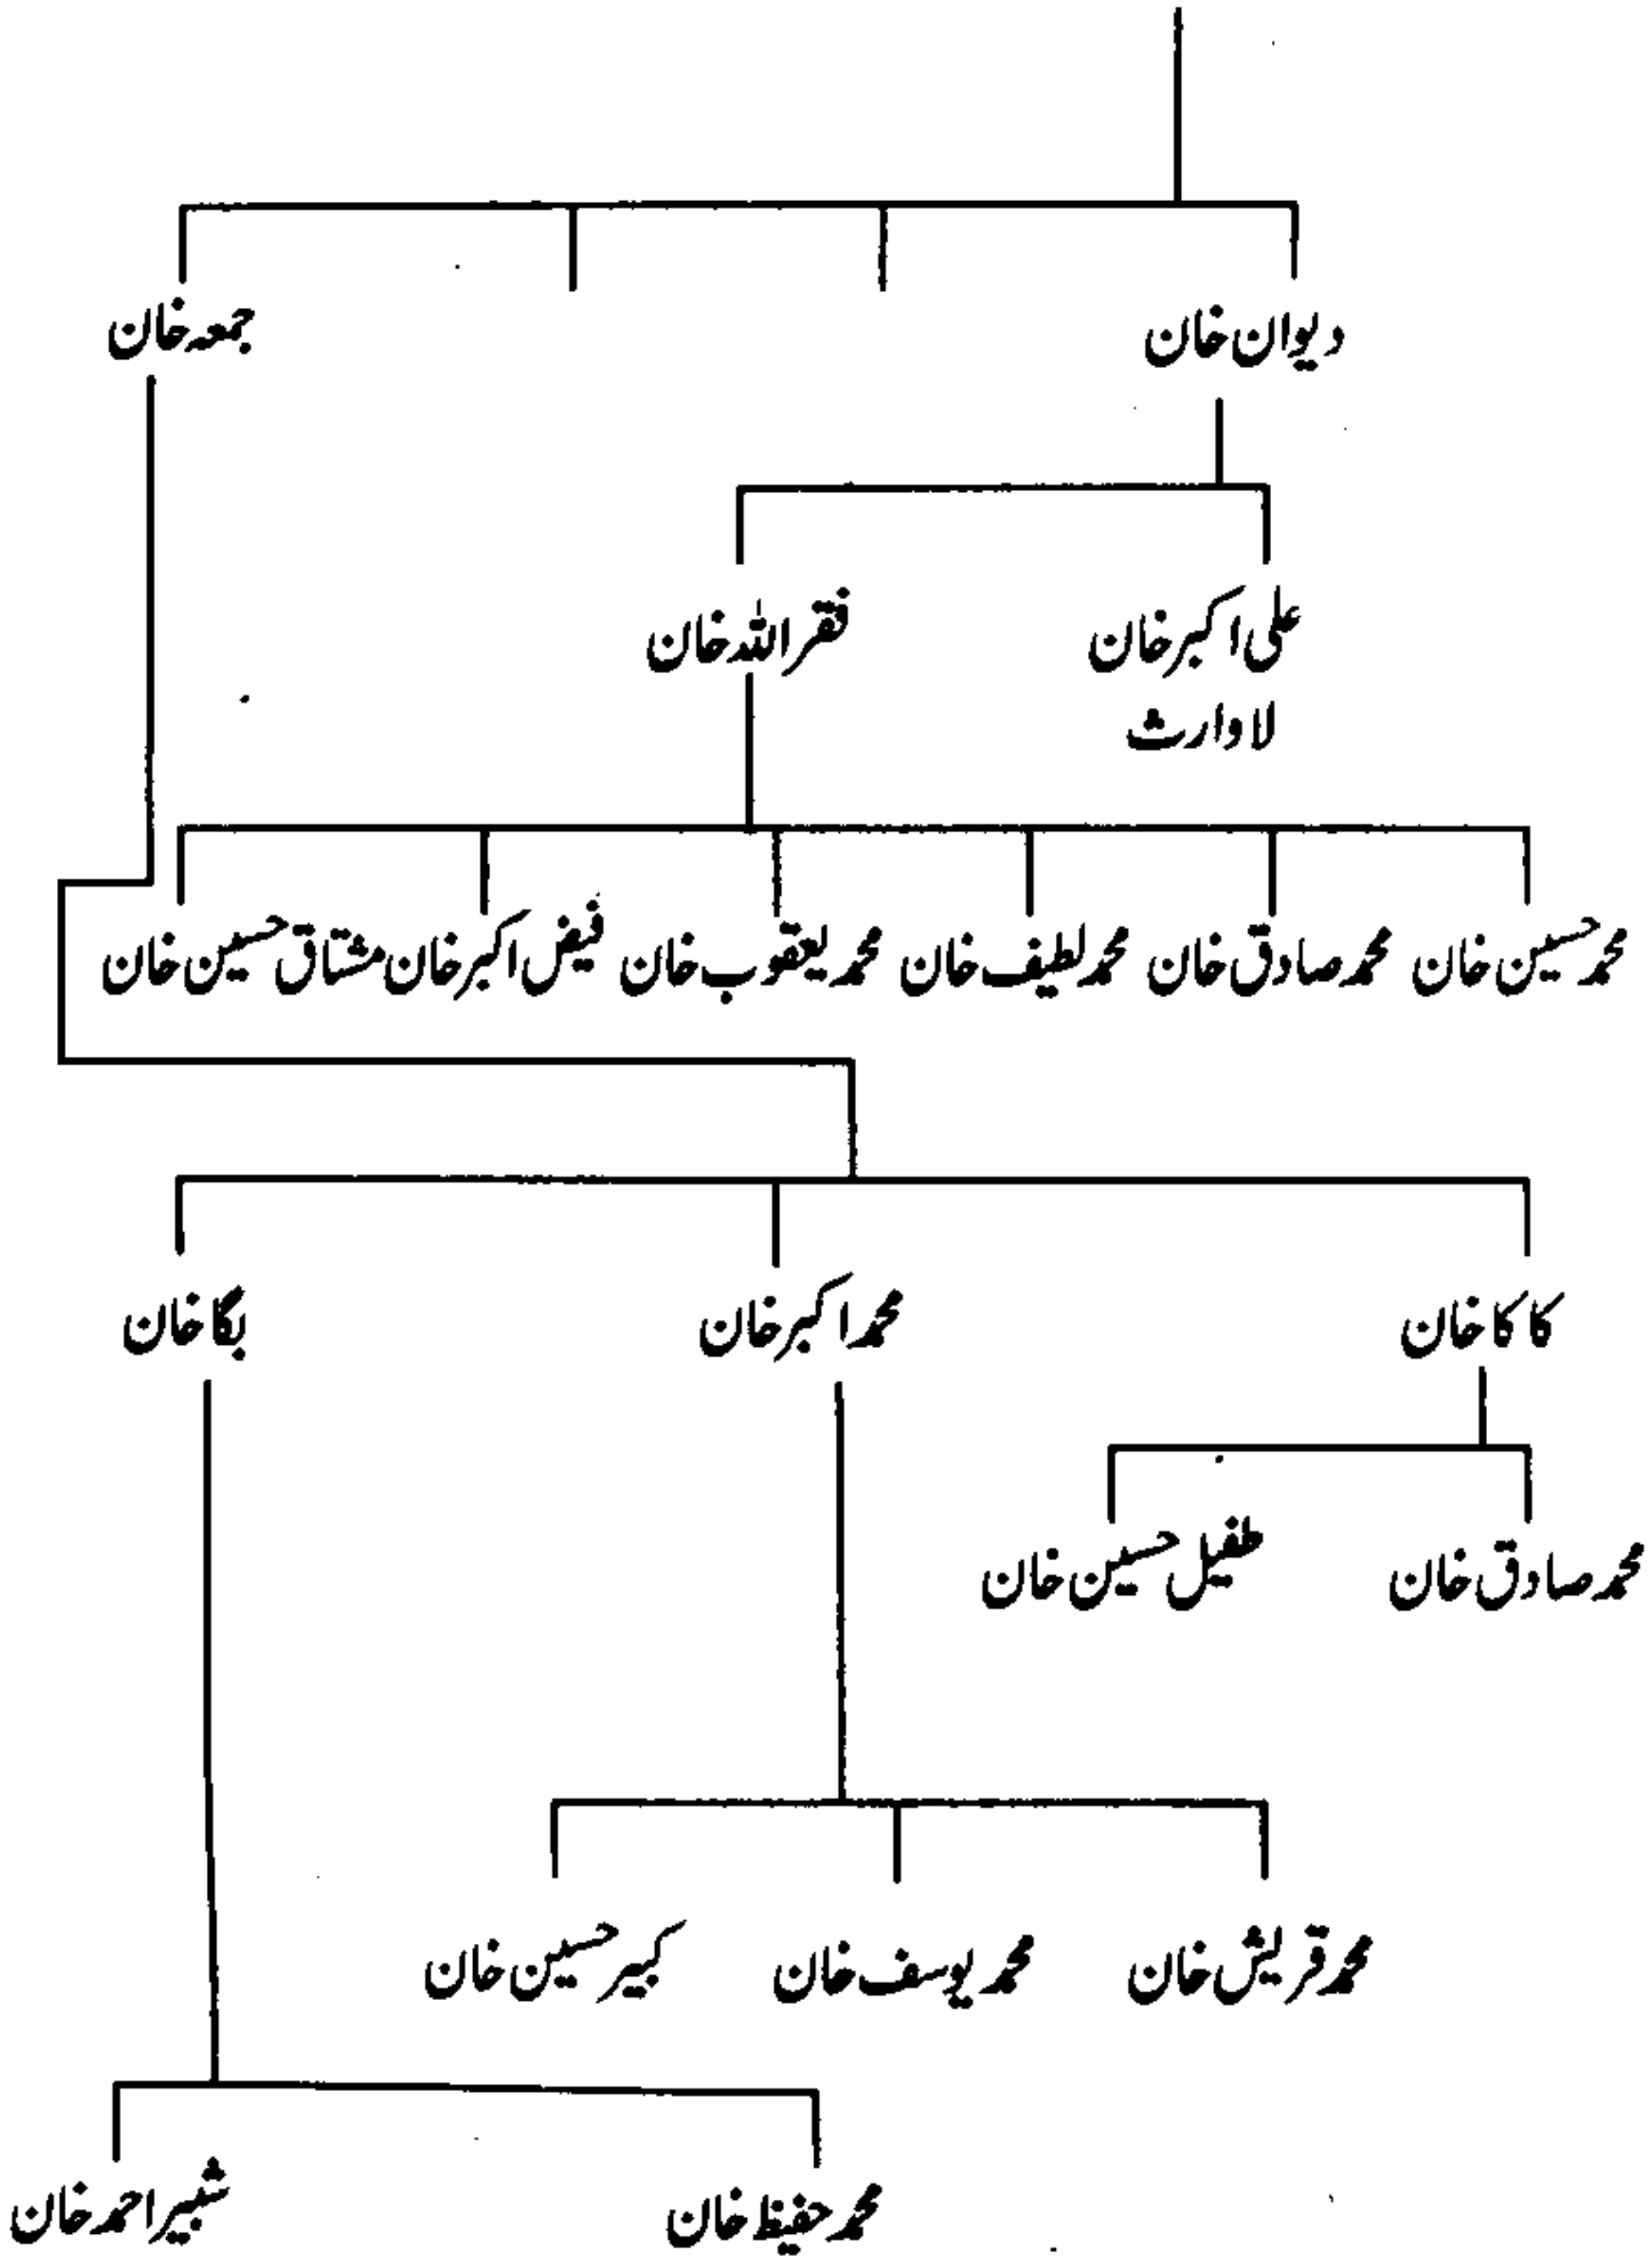 دیوان خان جمعہ خان
علی اکبر خان فقر اللہ خان
لاوارث
محمد حسین خان محمد صادق خان محمد لطیف خان محمد یعقوب خان فیض اکبر خان مشتاق حسین خان
کاکا خان محمد اکبر خان بگا خان
محمد صادق خان طفیل حسین خان
محمد قریش خان محمد یوسف خان کبیر حسین خان
محمد حفیظ خان شبیر احمد خان